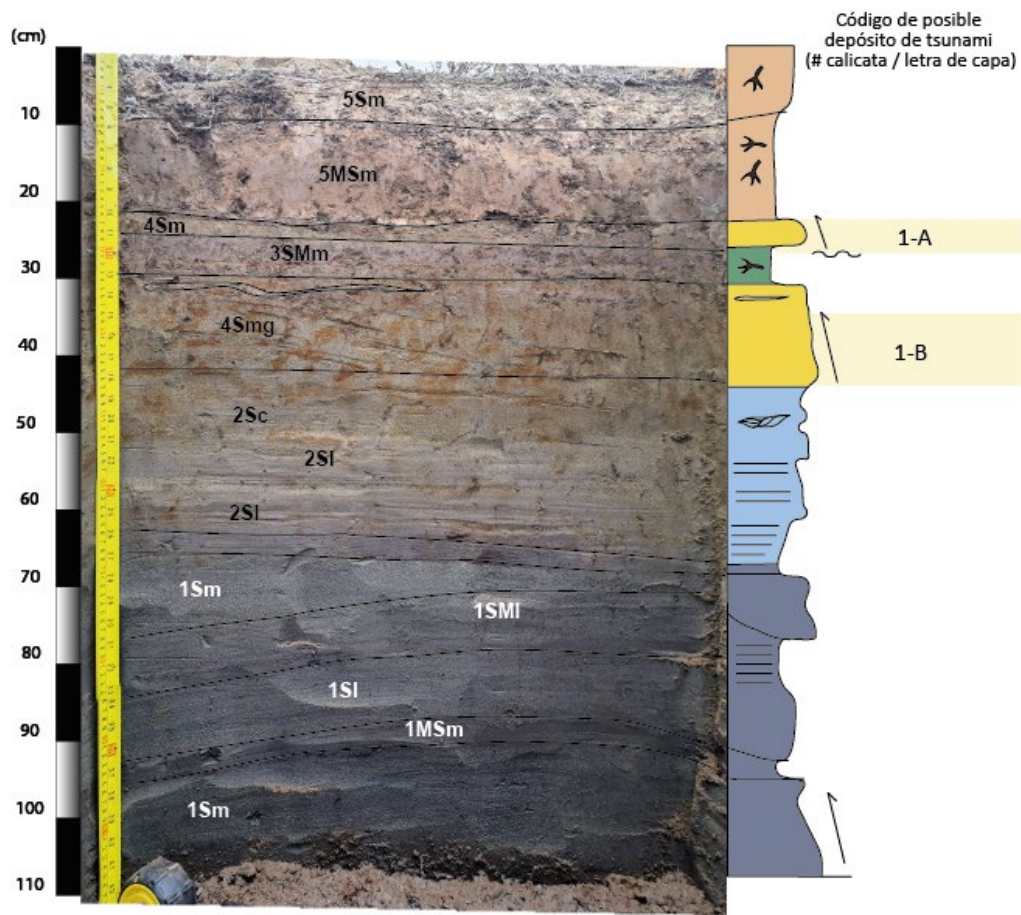 (cm)
Código de posible
depósito de tsunami
(# calicata / letra de capa)
10
20
30
40
50
60
70
80
90
100
110
5Sm
5MSm
4Sm
3SMm
4Smg
2Sc
2Sl
2Sl
1Sm
1SMl
1Sl
1MSm
1Sm
1-A
1-B